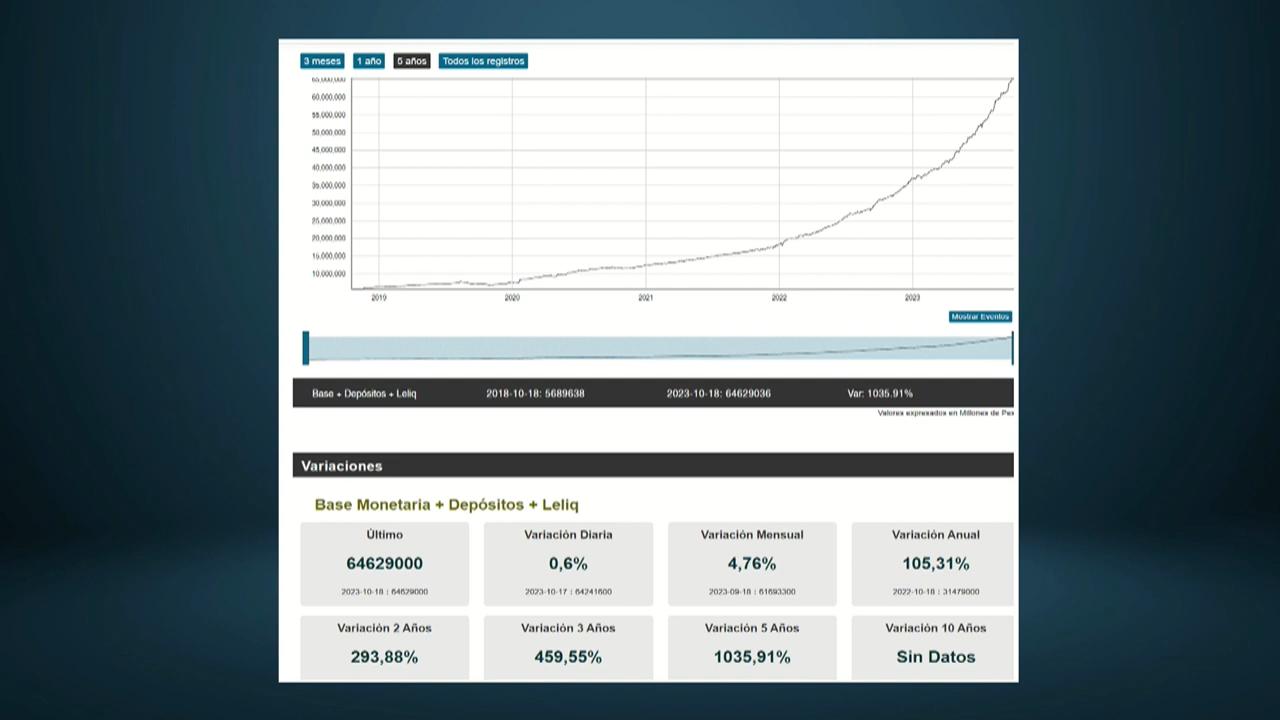 3 meses 1 año 5 años Todos los registros
65,000,000
60,000,000
55,000,000
50,000,000
45,000,000
40,000,000
35,000,000
30,000,000
25,000,000
20,000,000
15,000,000
10,000,000
2019 2020 2021 2022 2023
Mostrar Eventos
Base + Depósitos + Leliq 2018-10-18: 5689638 2023-10-18: 64629036 Var: 1035.91%
Valores expresados en Millones de Pes
Variaciones
Base Monetaria + Depósitos + Leliq
Último Variación Diaria Variación Mensual Variación Anual
64629000 0,6% 4,76% 105,31%
2023-10-18 : 64629000 2023-10-17 : 64241600 2023-09-18 : 61693300 2022-10-18 : 31479000
Variación 2 Años Variación 3 Años Variación 5 Años Variación 10 Años
293,88% 459,55% 1035,91% Sin Datos